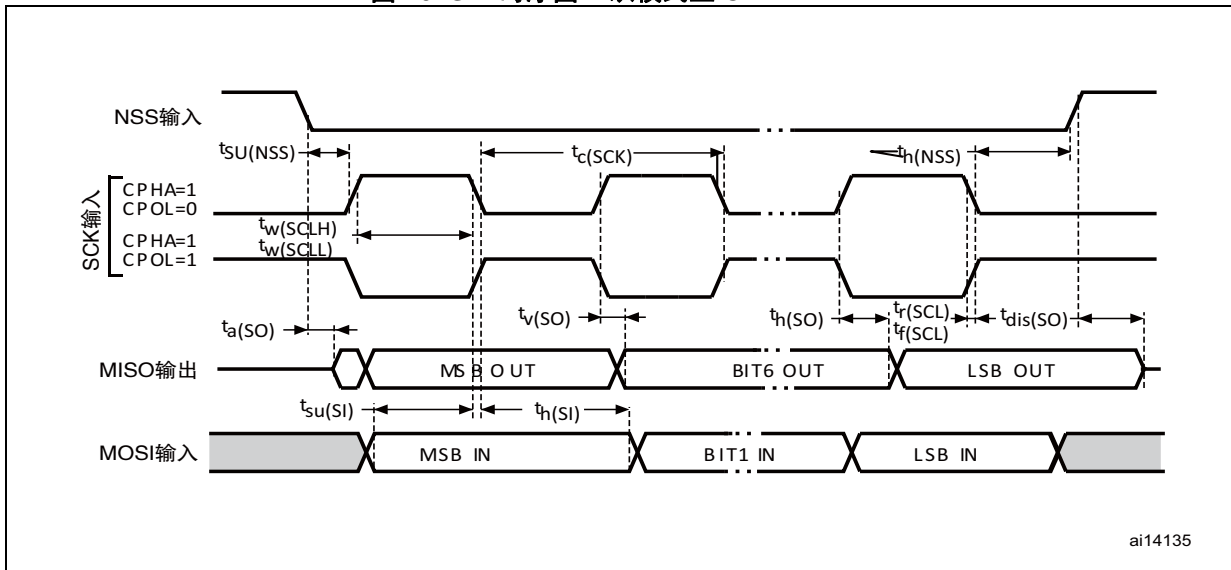 NSS输入
tSU(NSS)
tc(SCK)
th(NSS)
SCK输入
CPHA=1
CPOL=0
CPHA=1
CPOL=1
tw(SCLH)
tw(SCLL)
ta(SO)
tv(SO)
th(SO)
tr(SCL)
tf(SCL)
tdis(SO)
MISO输出
MSB OUT
BIT6 OUT
LSB OUT
tsu(SI)
th(SI)
MOSI输入
MSB IN
BIT1 IN
LSB IN
ai14135